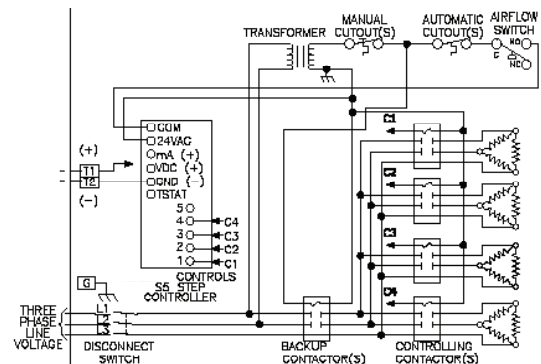 TRANSFORMER
MANUAL
CUTOUT(S)
AUTOMATIC
CUTOUT(S)
AIRFLOW
SWITCH
NO
C
NC
COM
24VAC
mA (+)
VDC (+)
GND (-)
TSTAT
5
4
3
2
1
C4
C3
C2
C1
CONTROLS
S5 STEP
CONTROLLER
(+)
T1
T2
(-)
C1
C2
C3
C4
G
THREE
PHASE
LINE
VOLTAGE
L1
DISCONNECT
SWITCH
BACKUP
CONTACTOR(S)
CONTROLLING
CONTACTOR(S)